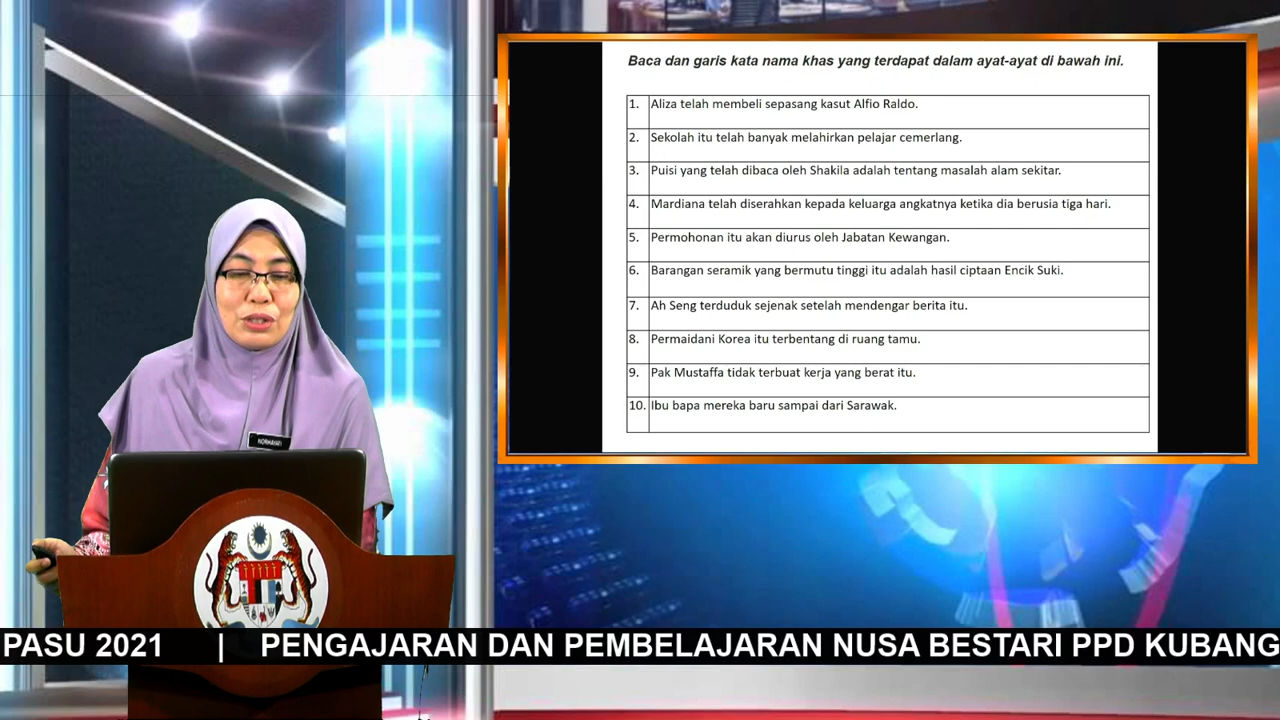 Baca dan garis kata nama khas yang terdapat dalam ayat-ayat di bawah ini.
1. Aliza telah membeli sepasang kasut Alfio Raldo.
2. Sekolah itu telah banyak melahirkan pelajar cemerlang.
3. Puisi yang telah dibaca oleh Shakila adalah tentang masalah alam sekitar.
4. Mardiana telah diserahkan kepada keluarga angkatnya ketika dia berusia tiga hari.
5. Permohonan itu akan diurus oleh Jabatan Kewangan.
6. Barangan seramik yang bermutu tinggi itu adalah hasil ciptaan Encik Suki.
7. Ah Seng terduduk sejenak setelah mendengar berita itu.
8. Permaidani Korea itu terbentang di ruang tamu.
9. Pak Mustaffa tidak terbuat kerja yang berat itu.
10. Ibu bapa mereka baru sampai dari Sarawak.
PASU 2021 | PENGAJARAN DAN PEMBELAJARAN NUSA BESTARI PPD KUBANG